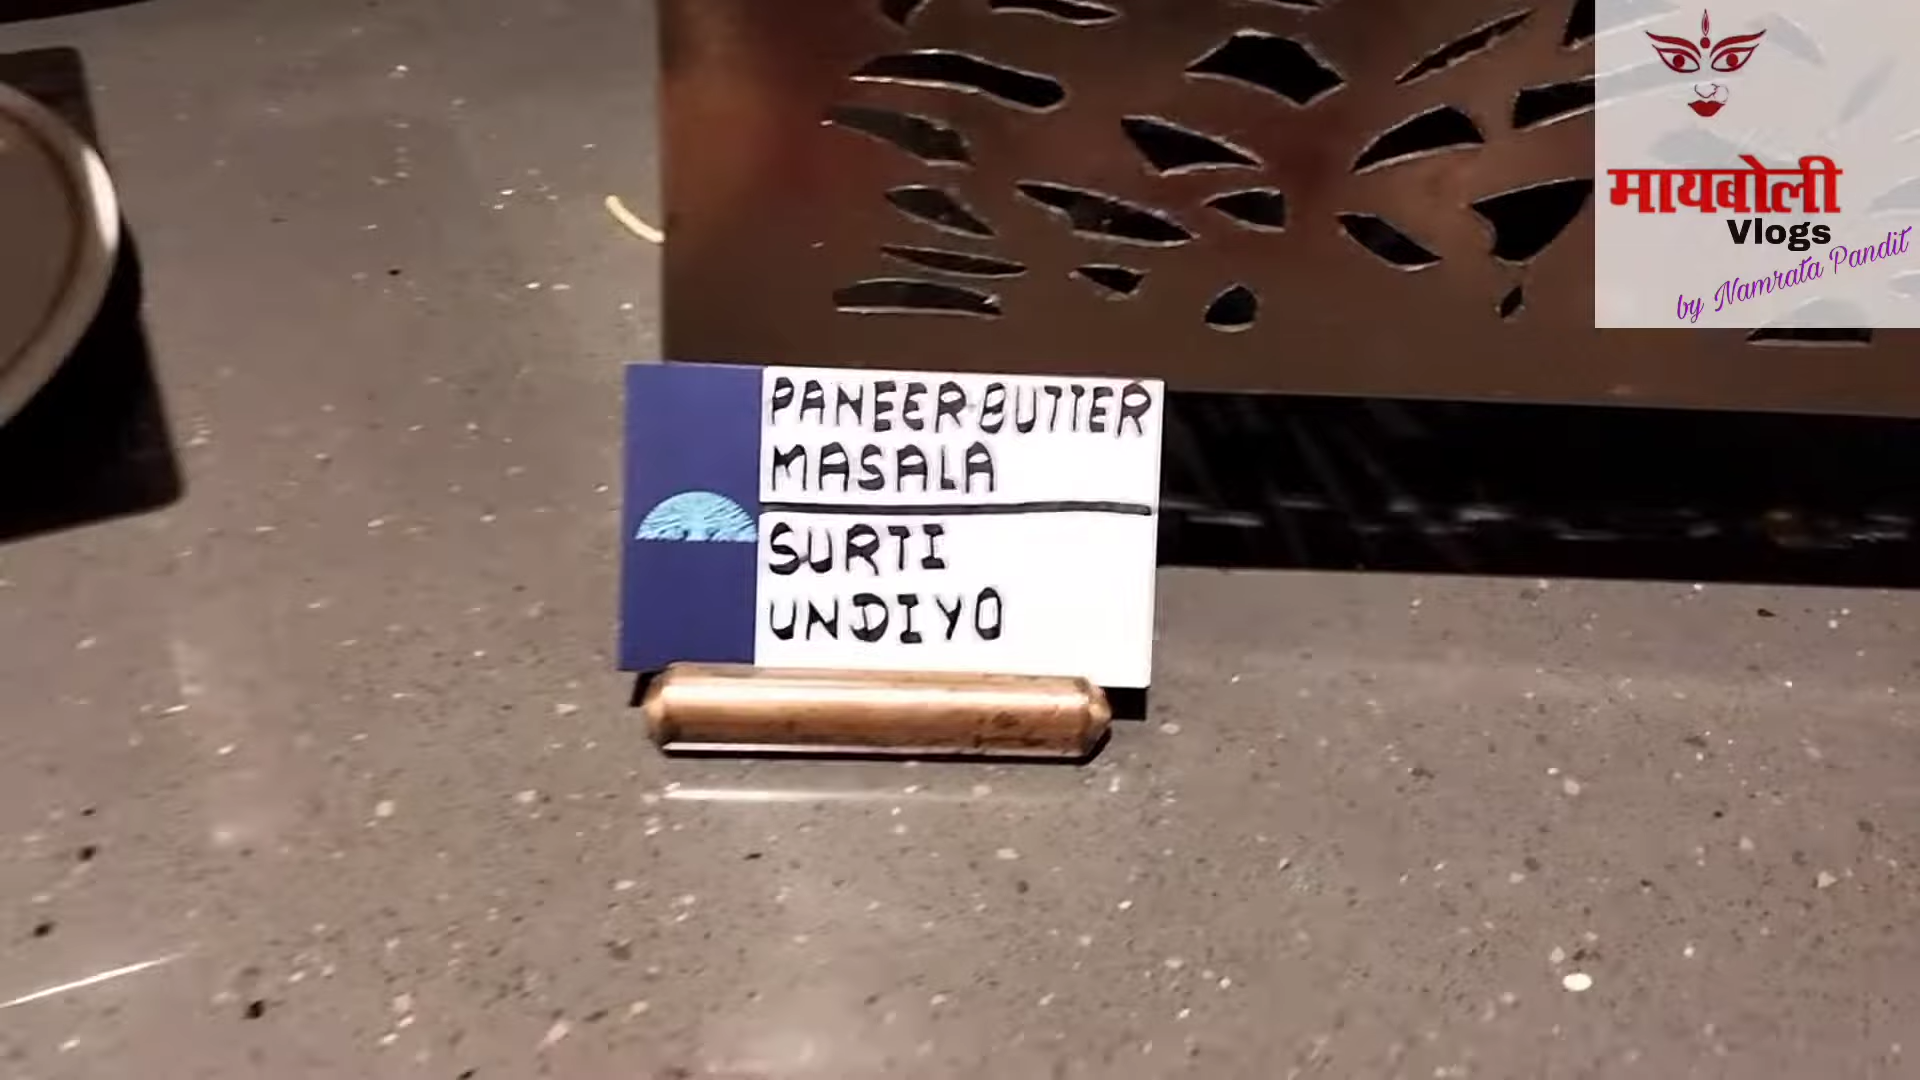 PANEER-BUTTER
MASALA
SURTI
UNDIYO
मायबोली
Vlogs
by Namrata Pandit